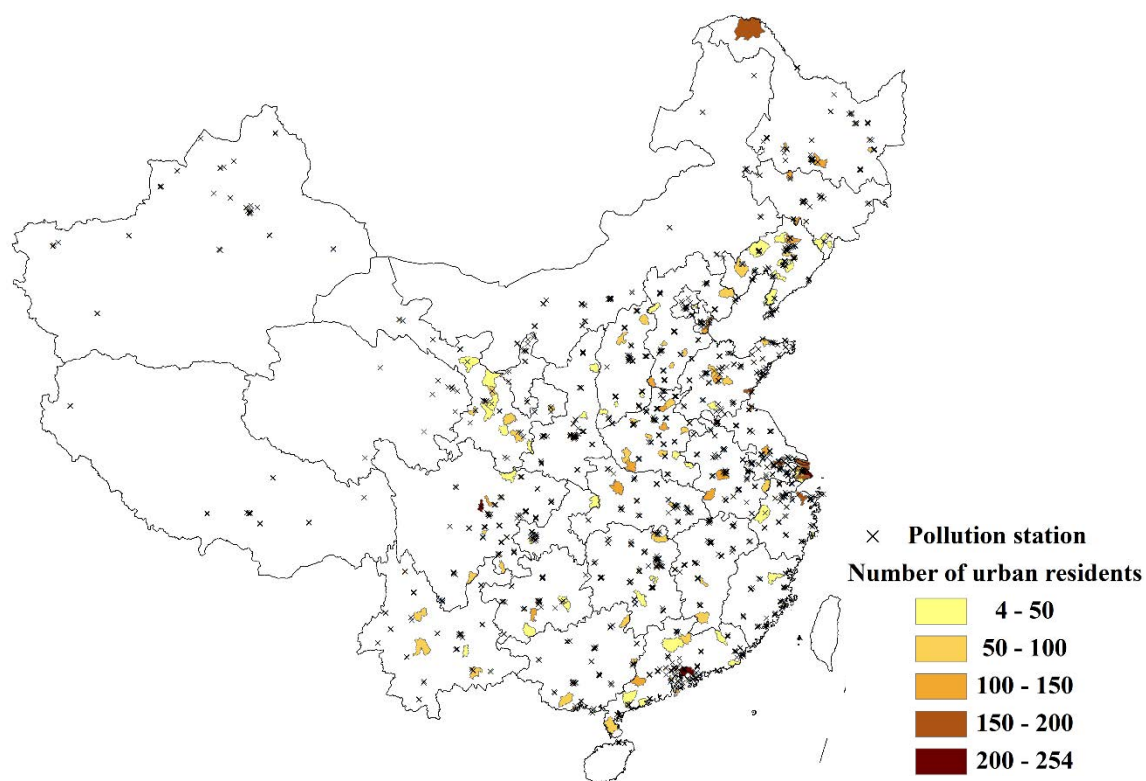 × Pollution station
Number of urban residents
4 - 50
50 - 100
100 - 150
150 - 200
200 - 254